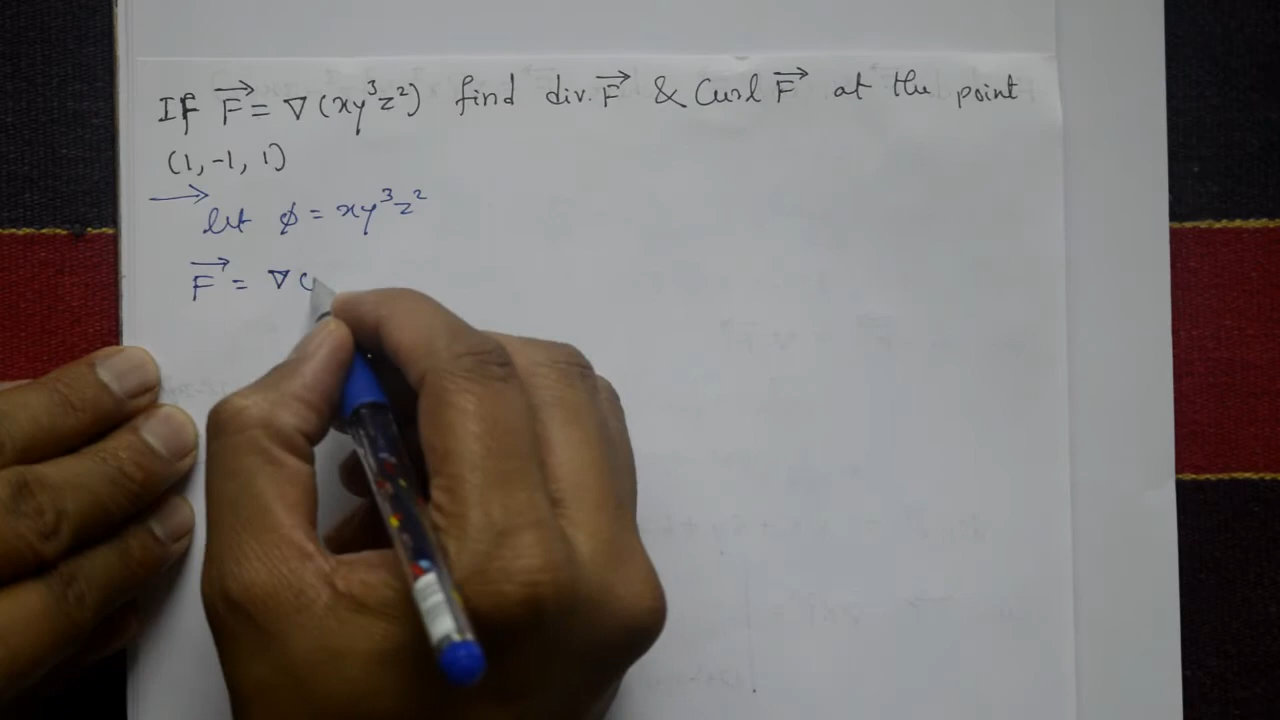 If F⃗ = ∇(xy³z²) find div.F⃗ & Curl F⃗ at the point
(1, -1, 1)
→ let φ = xy³z²
F⃗ = ∇